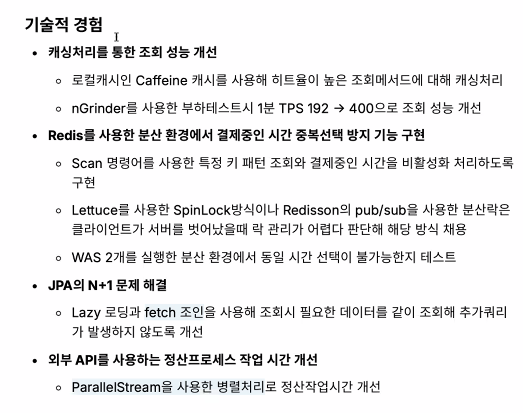 기술적 경험
• 캐싱처리를 통한 조회 성능 개선
◦ 로컬캐시인 Caffeine 캐시를 사용해 히트율이 높은 조회메서드에 대해 캐싱처리
◦ nGrinder를 사용한 부하테스트시 1분 TPS 192 → 400으로 조회 성능 개선
• Redis를 사용한 분산 환경에서 결제중인 시간 중복선택 방지 기능 구현
◦ Scan 명령어를 사용한 특정 키 패턴 조회와 결제중인 시간을 비활성화 처리하도록
구현
◦ Lettuce를 사용한 SpinLock방식이나 Redisson의 pub/sub을 사용한 분산락은
클라이언트가 서버를 벗어났을때 락 관리가 어렵다 판단해 해당 방식 채용
◦ WAS 2개를 실행한 분산 환경에서 동일 시간 선택이 불가능한지 테스트
• JPA의 N+1 문제 해결
◦ Lazy 로딩과 fetch 조인을 사용해 조회시 필요한 데이터를 같이 조회해 추가쿼리
가 발생하지 않도록 개선
• 외부 API를 사용하는 정산프로세스 작업 시간 개선
◦ ParallelStream을 사용한 병렬처리로 정산작업시간 개선